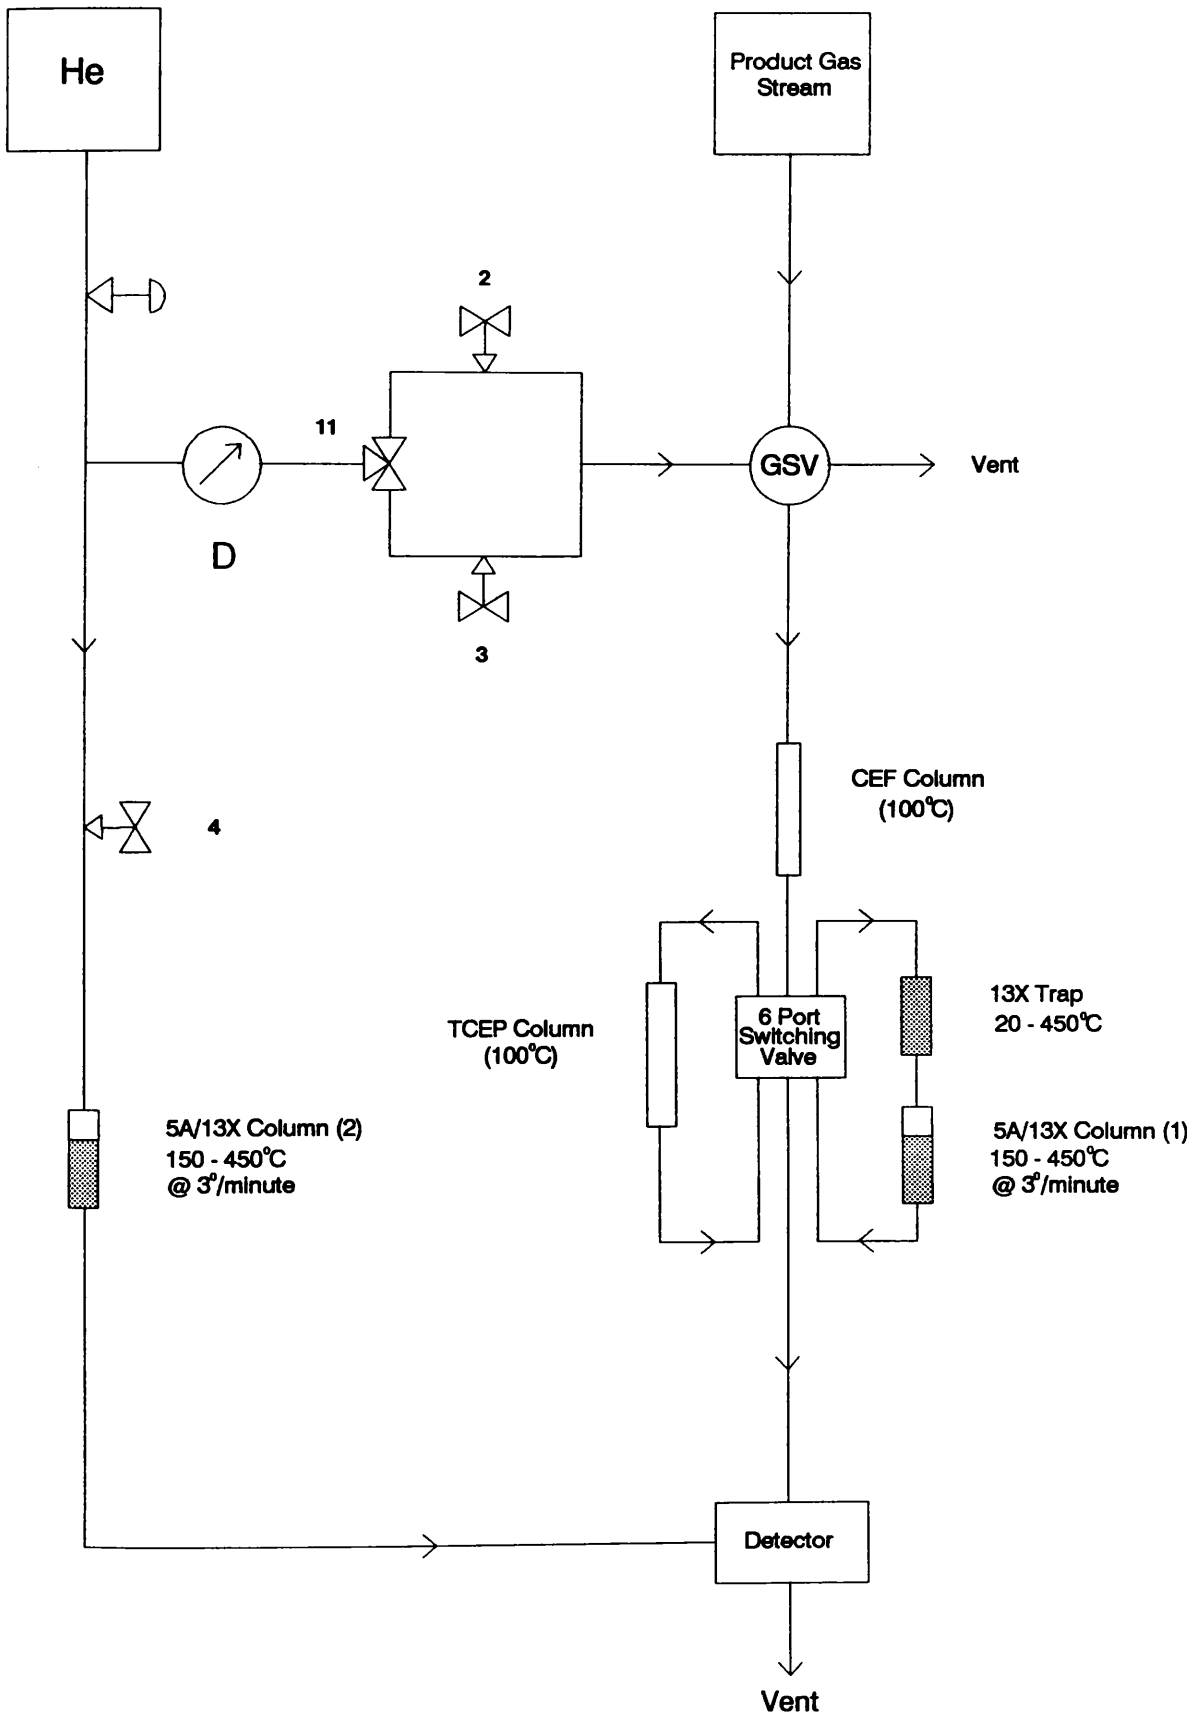 He
Product Gas
Stream
2
11
GSV
Vent
D
3
CEF Column
(100°C)
4
13X Trap
20 - 450°C
6 Port
Switching
Valve
TCEP Column
(100°C)
5A/13X Column (2)
150 - 450°C
@ 3°/minute
5A/13X Column (1)
150 - 450°C
@ 3°/minute
Detector
Vent